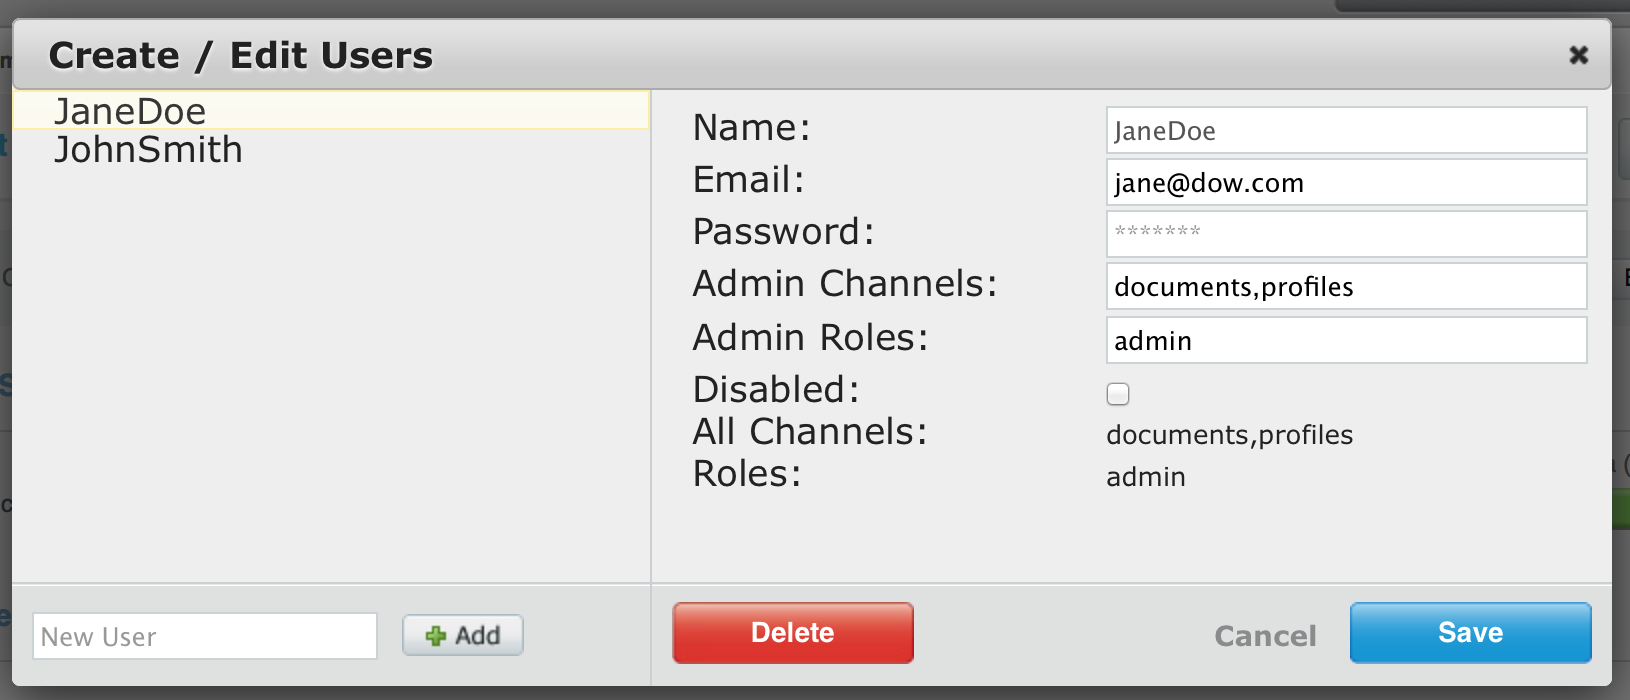 Create / Edit Users
JaneDoe
JohnSmith
Name: JaneDoe
Email: jane@dow.com
Password: *******
Admin Channels: documents,profiles
Admin Roles: admin
Disabled:
All Channels: documents,profiles
Roles: admin
New User
Add
Delete
Cancel
Save